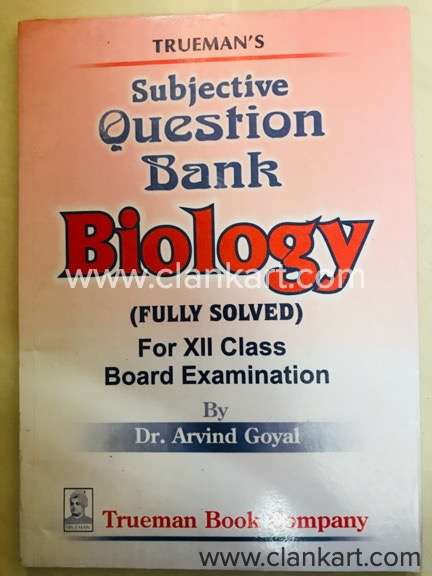 TRUEMAN'S
Subjective
Question
Bank
Biology
www.clankart.com
(FULLY SOLVED)
For XII Class
Board Examination
By
Dr. Arvind Goyal
TRUEMAN
Trueman Book Company
www.clankart.com